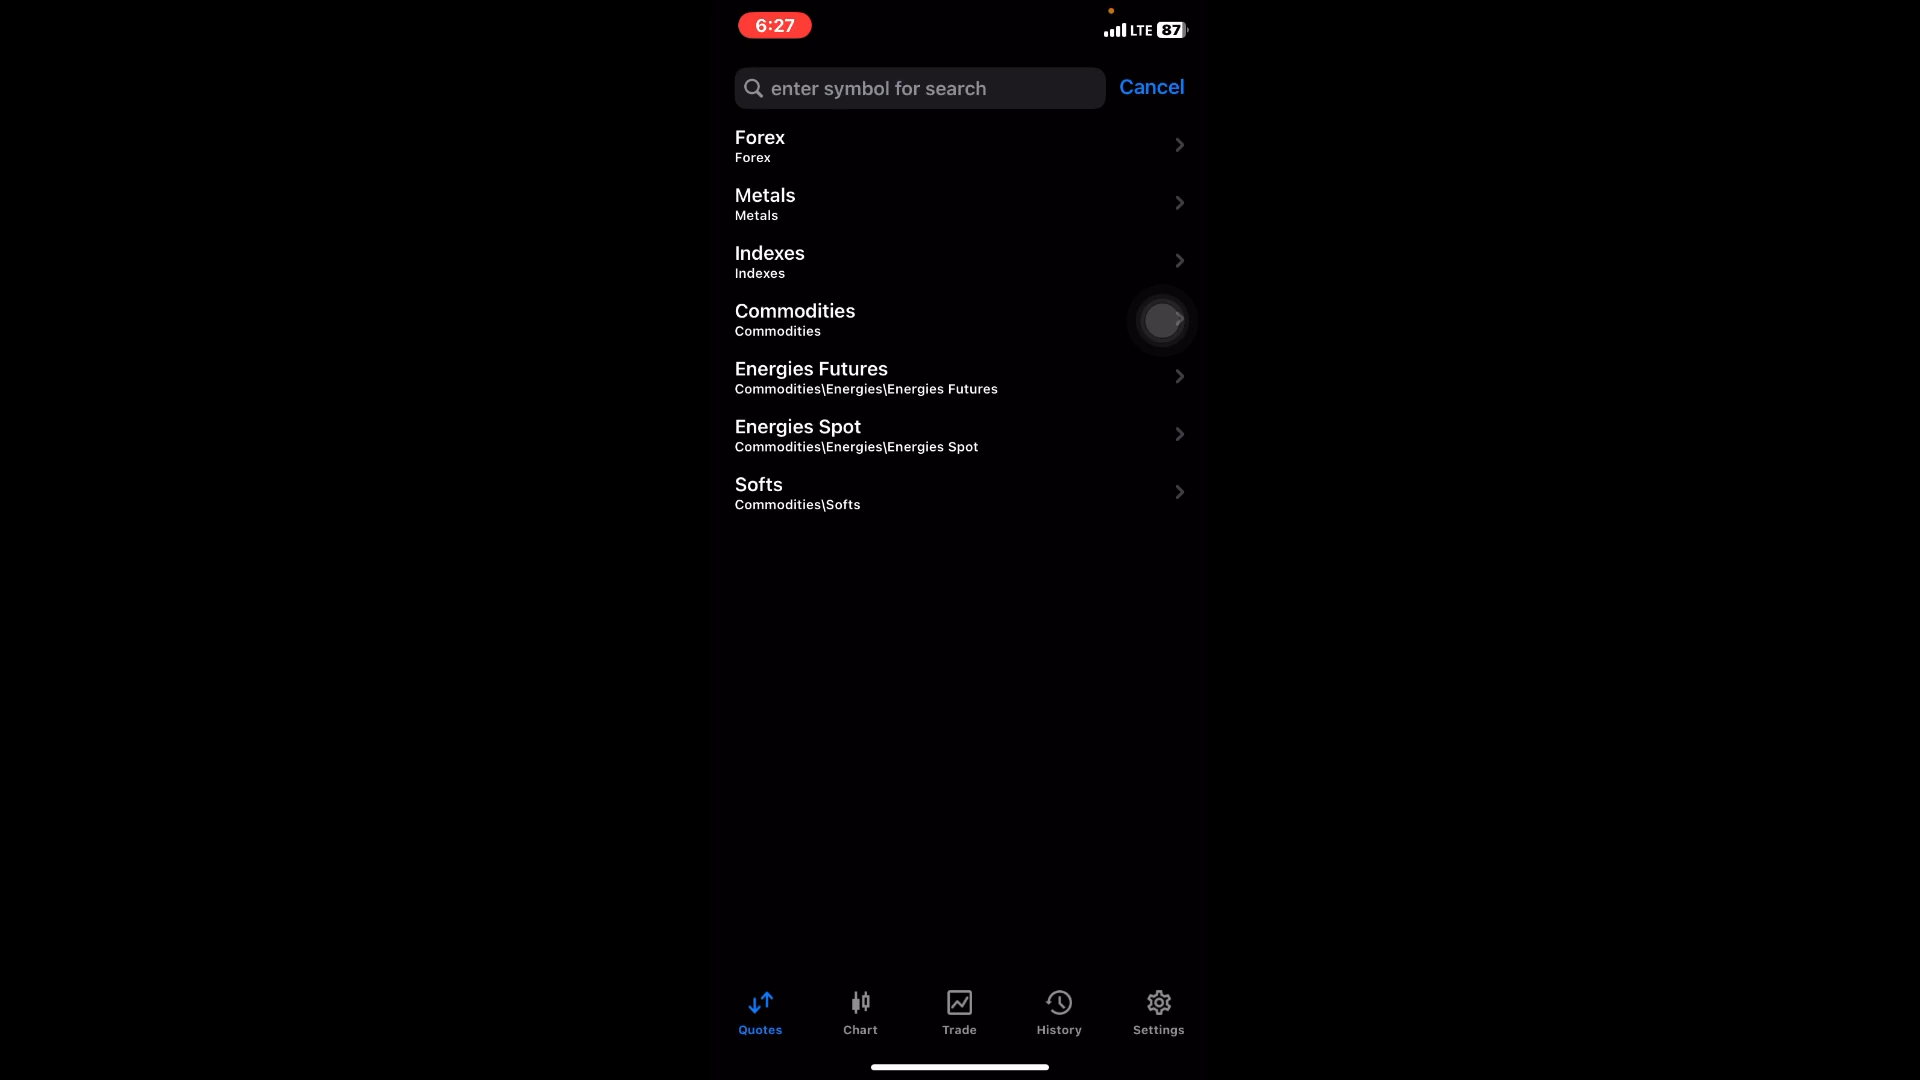 6:27
LTE 87
enter symbol for search
Cancel
Forex
Forex
Metals
Metals
Indexes
Indexes
Commodities
Commodities
Energies Futures
Commodities\Energies\Energies Futures
Energies Spot
Commodities\Energies\Energies Spot
Softs
Commodities\Softs
Quotes
Chart
Trade
History
Settings